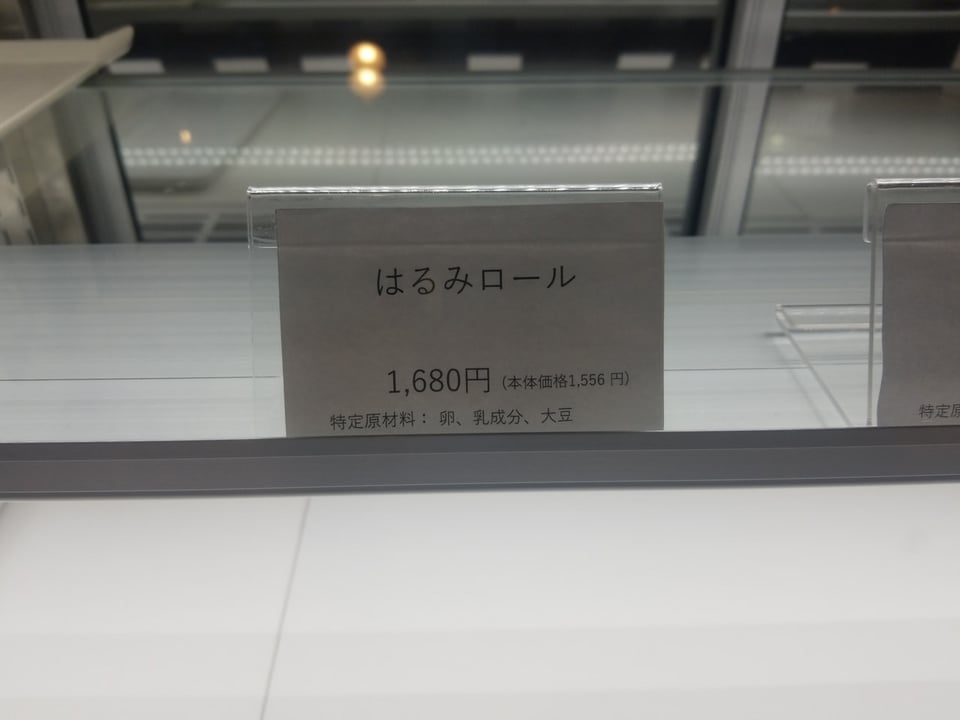 はるみロール
1,680円 (本体価格1,556 円)
特定原材料： 卵、乳成分、大豆
特定原